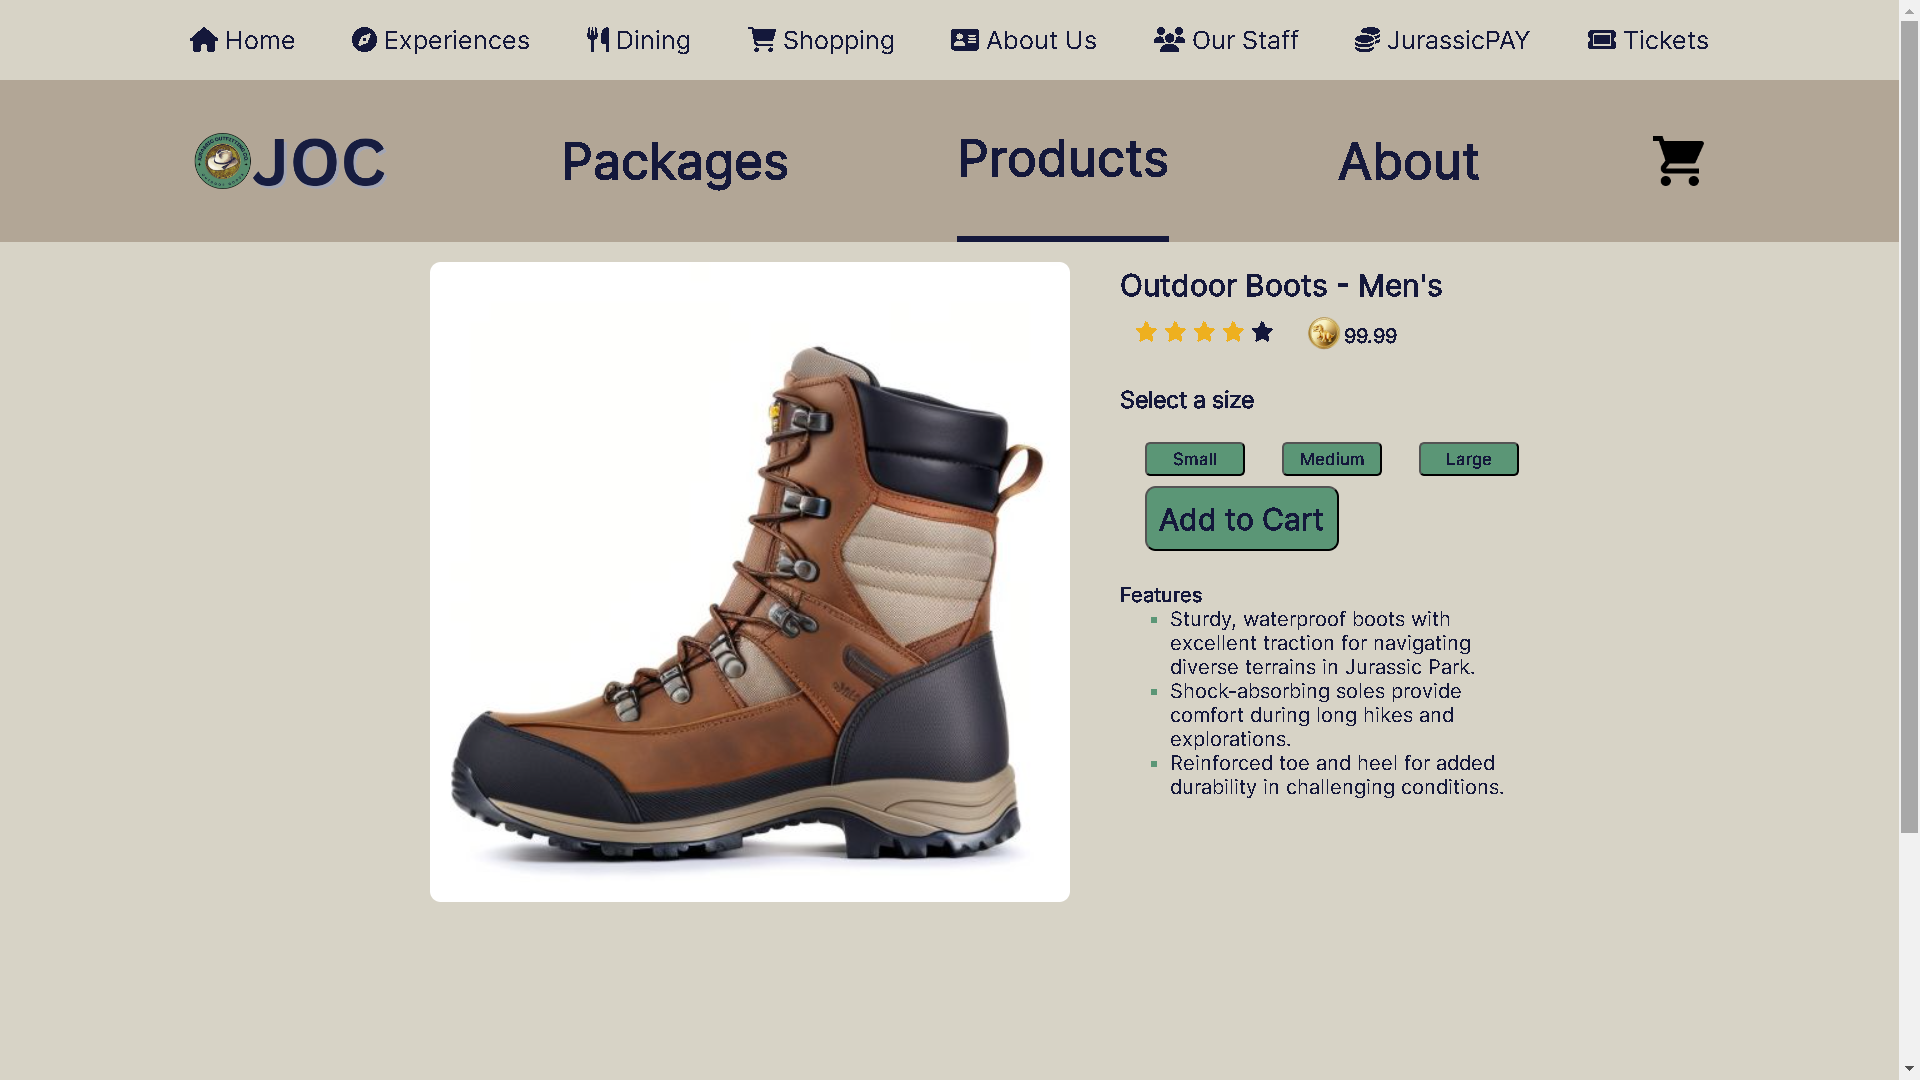 Home Experiences Dining Shopping About Us Our Staff JurassicPAY Tickets
JOC Packages Products About
Outdoor Boots - Men's
99.99
Select a size
Small Medium Large
Add to Cart
Features
Sturdy, waterproof boots with
excellent traction for navigating
diverse terrains in Jurassic Park.
Shock-absorbing soles provide
comfort during long hikes and
explorations.
Reinforced toe and heel for added
durability in challenging conditions.